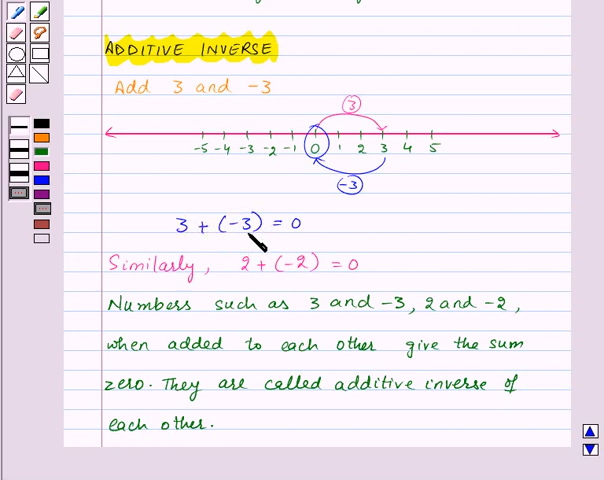 ADDITIVE INVERSE
Add 3 and -3
3
-5 -4 -3 -2 -1 0 1 2 3 4 5
-3
3 + (-3) = 0
Similarly, 2 + (-2) = 0
Numbers such as 3 and -3, 2 and -2,
when added to each other give the sum
zero. They are called additive inverse of
each other.